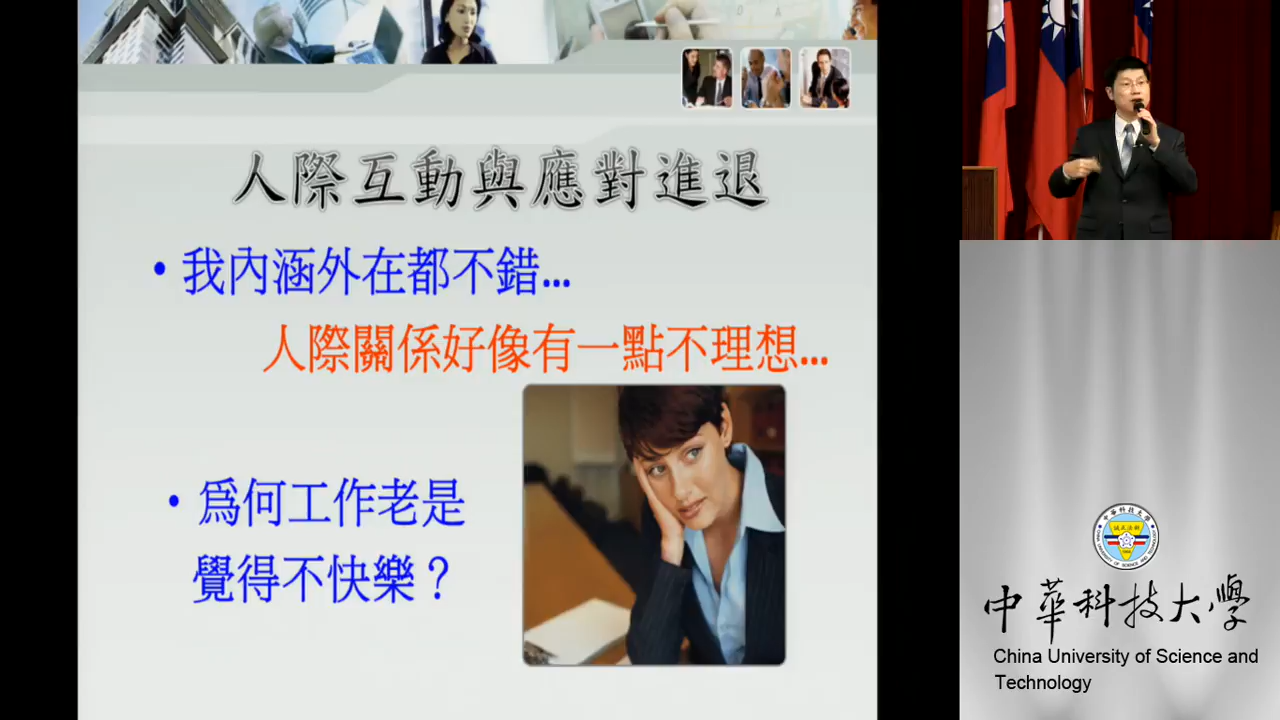 人際互動與應對進退
• 我內涵外在都不錯...
人際關係好像有一點不理想...
• 爲何工作老是
覺得不快樂？
中華科技大學
China University of Science and
Technology